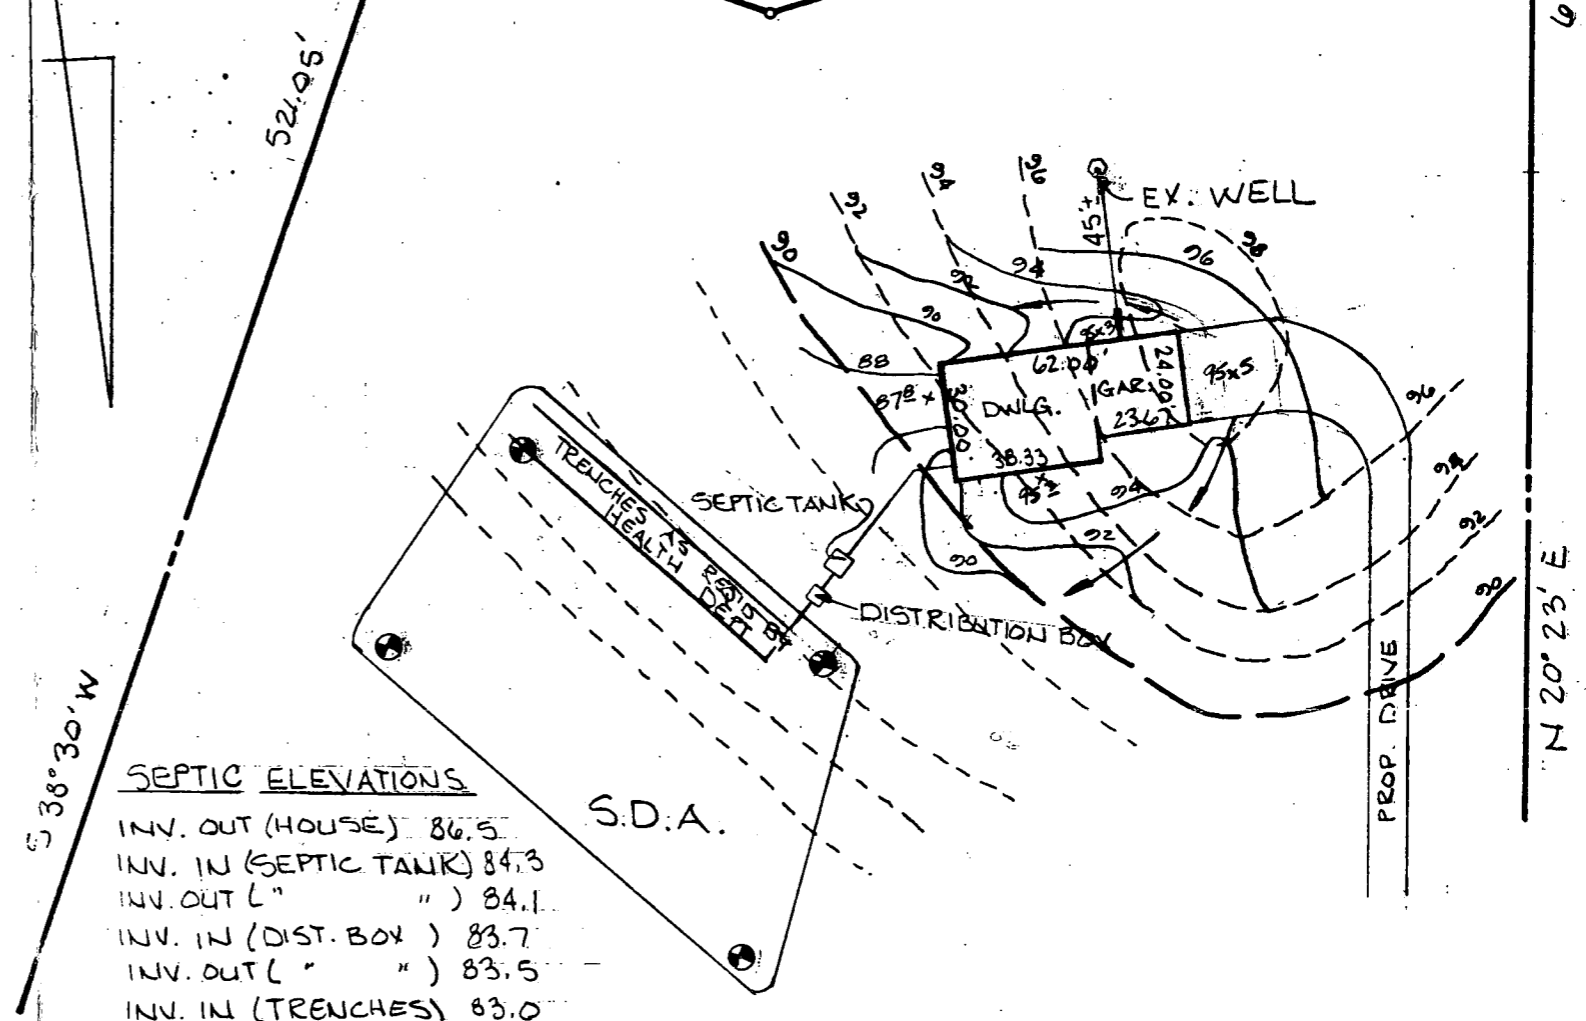 521.05'
S 38° 30' W
N 20° 23' E
6
EX. WELL
45'±
90
92
94
96
98
96
94
92
90
88
62.00'
24.00'
95x5
GAR.
23.67
DWLG.
30.00
38.33
87⁸ x
94
92
90
96
94
92
90
SEPTIC TANK
DISTRIBUTION BOX
TRENCHES AS REQ'D BY
HEALTH DEPT
S.D.A.
PROP. DRIVE
SEPTIC ELEVATIONS
INV. OUT (HOUSE) 86.5
INV. IN (SEPTIC TANK) 84.3
INV. OUT ( " " ) 84.1
INV. IN (DIST. BOX ) 83.7
INV. OUT ( " " ) 83.5
INV. IN (TRENCHES) 83.0